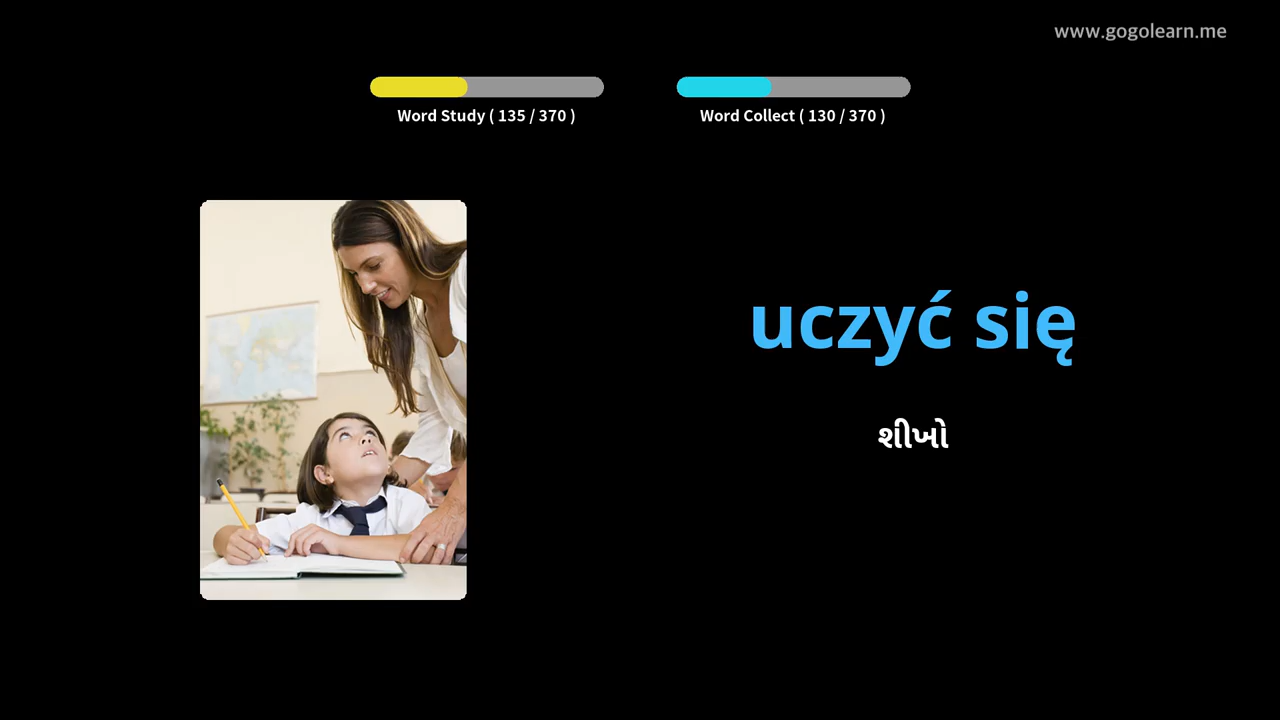 www.gogolearn.me
Word Study ( 135 / 370 )
Word Collect ( 130 / 370 )
uczyć się
શીખો